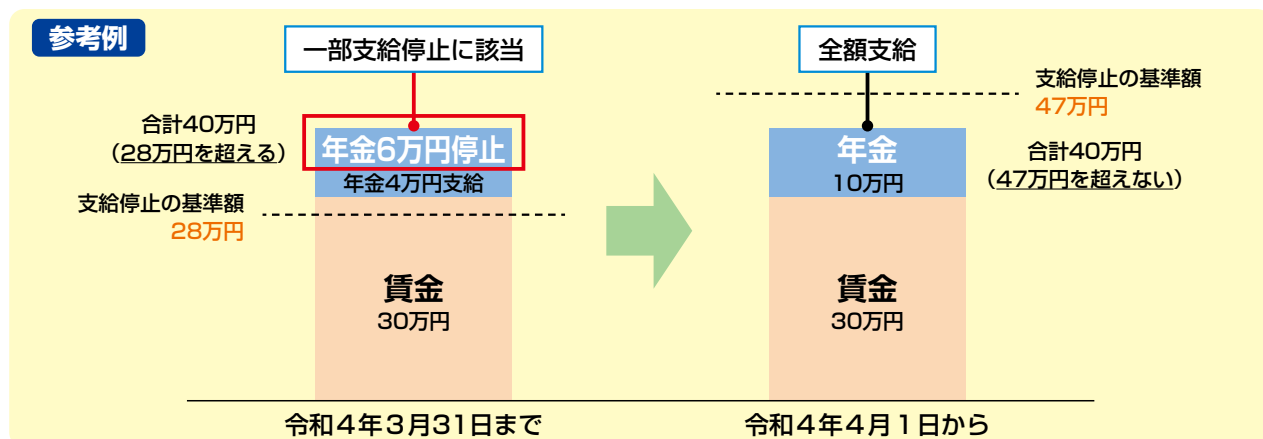 参考例
一部支給停止に該当
合計40万円
（28万円を超える）
年金6万円停止
年金4万円支給
支給停止の基準額
28万円
賃金
30万円
令和4年3月31日まで
全額支給
支給停止の基準額
47万円
年金
10万円
合計40万円
（47万円を超えない）
賃金
30万円
令和4年4月1日から